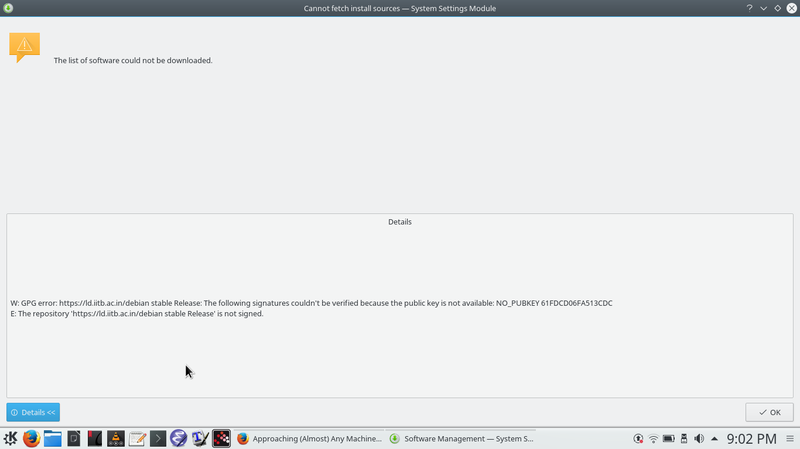 Cannot fetch install sources — System Settings Module
The list of software could not be downloaded.
Details
W: GPG error: https://ld.iitb.ac.in/debian stable Release: The following signatures couldn't be verified because the public key is not available: NO_PUBKEY 61FDCD06FA513CDC
E: The repository 'https://ld.iitb.ac.in/debian stable Release' is not signed.
Details <<
OK
Approaching (Almost) Any Machine...
Software Management — System S...
9:02 PM